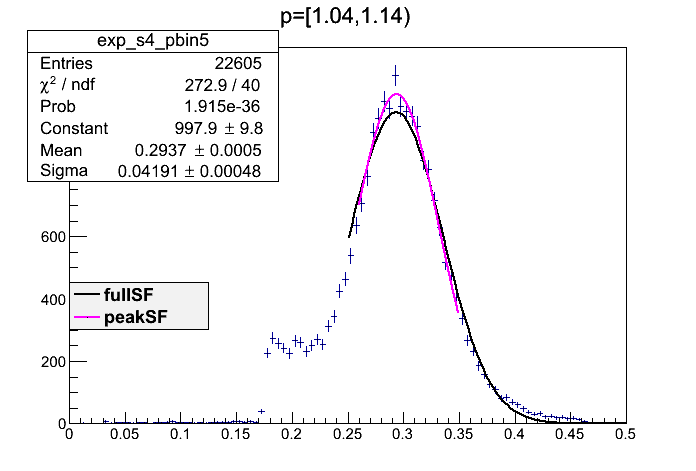 p=[1.04,1.14)
exp_s4_pbin5
Entries 22605
χ² / ndf 272.9 / 40
Prob 1.915e-36
Constant 997.9 ± 9.8
Mean 0.2937 ± 0.0005
Sigma 0.04191 ± 0.00048
600
400
200
0
fullSF
peakSF
0 0.05 0.1 0.15 0.2 0.25 0.3 0.35 0.4 0.45 0.5